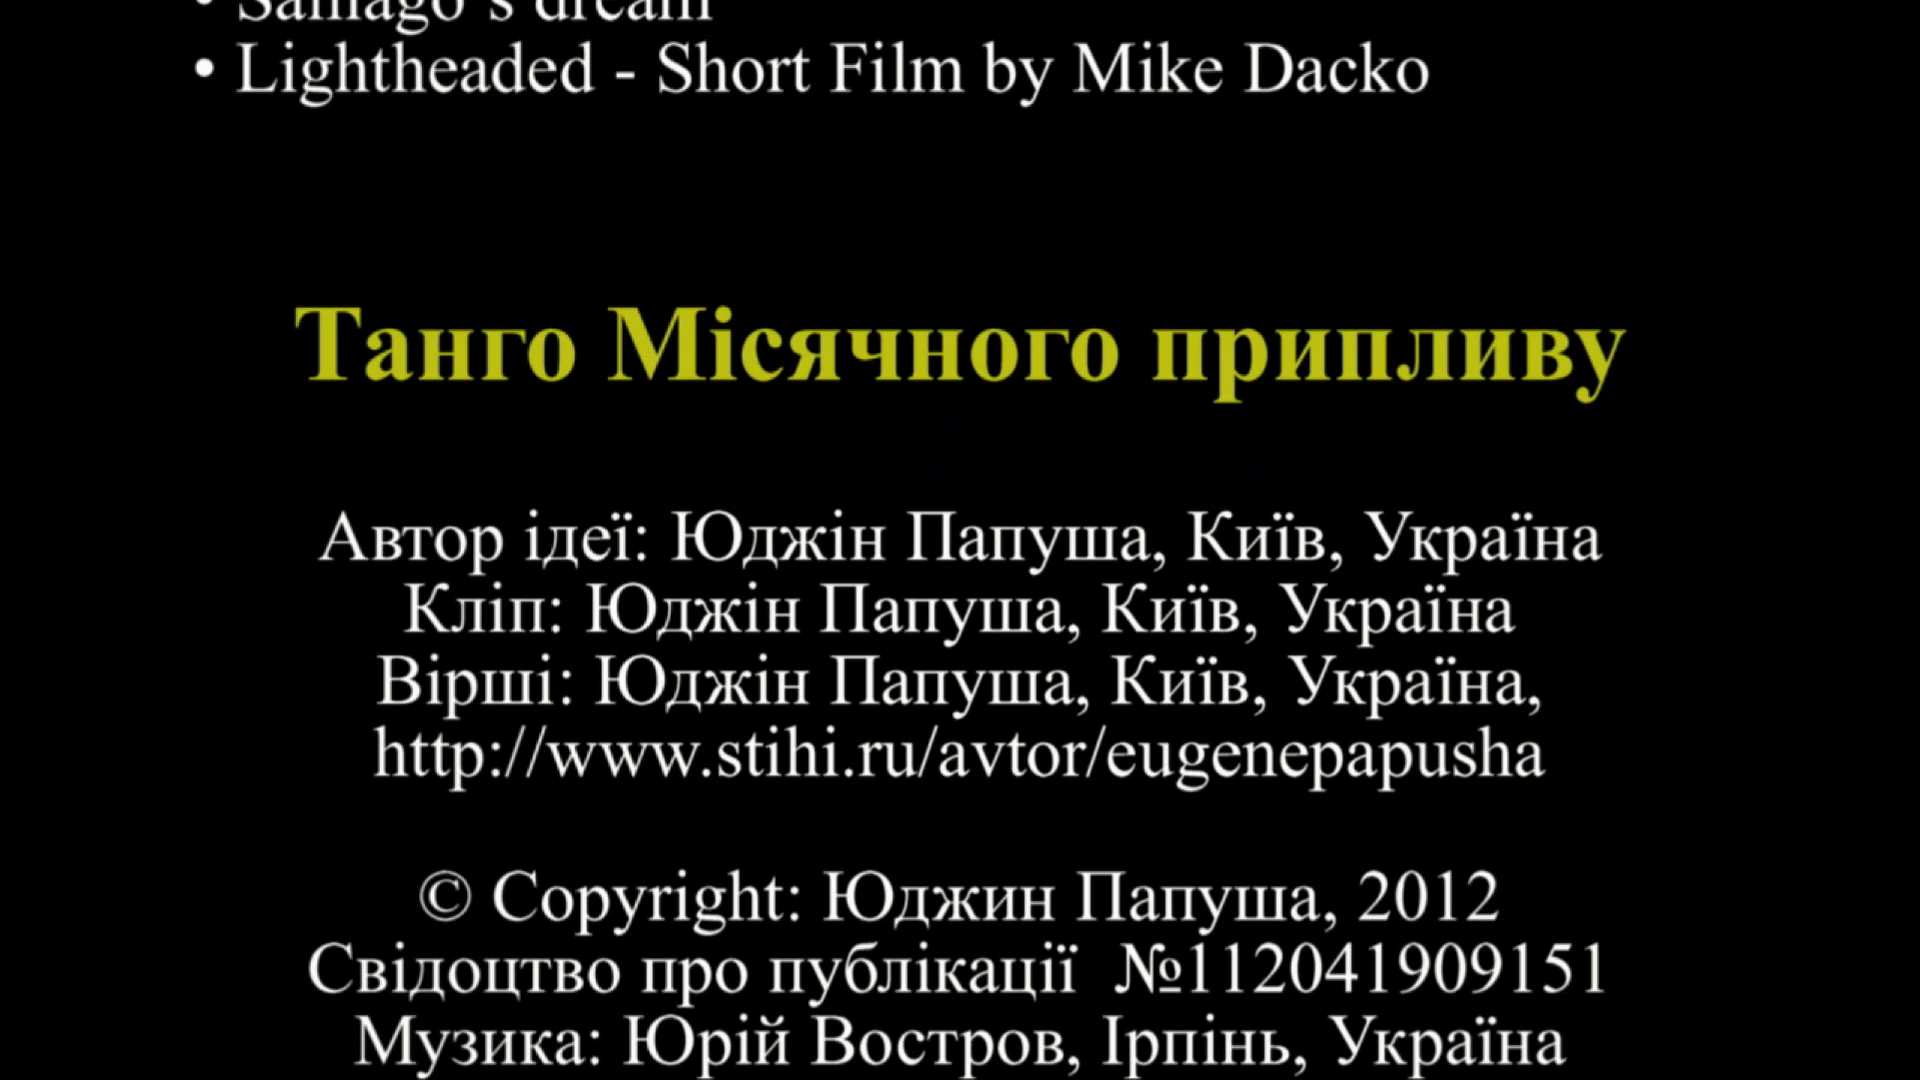 • Samago's dream
• Lightheaded - Short Film by Mike Dacko
Танго Місячного припливу
Автор ідеї: Юджін Папуша, Київ, Україна
Кліп: Юджін Папуша, Київ, Україна
Вірші: Юджін Папуша, Київ, Україна,
http://www.stihi.ru/avtor/eugenepapusha
© Copyright: Юджин Папуша, 2012
Свідоцтво про публікації №112041909151
Музика: Юрій Востров, Ірпінь, Україна